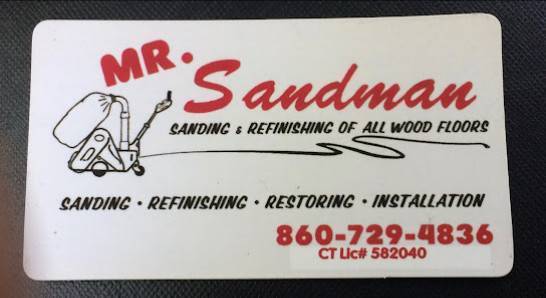 MR. Sandman
SANDING & REFINISHING OF ALL WOOD FLOORS
SANDING • REFINISHING • RESTORING • INSTALLATION
860-729-4836
CT Lic# 582040